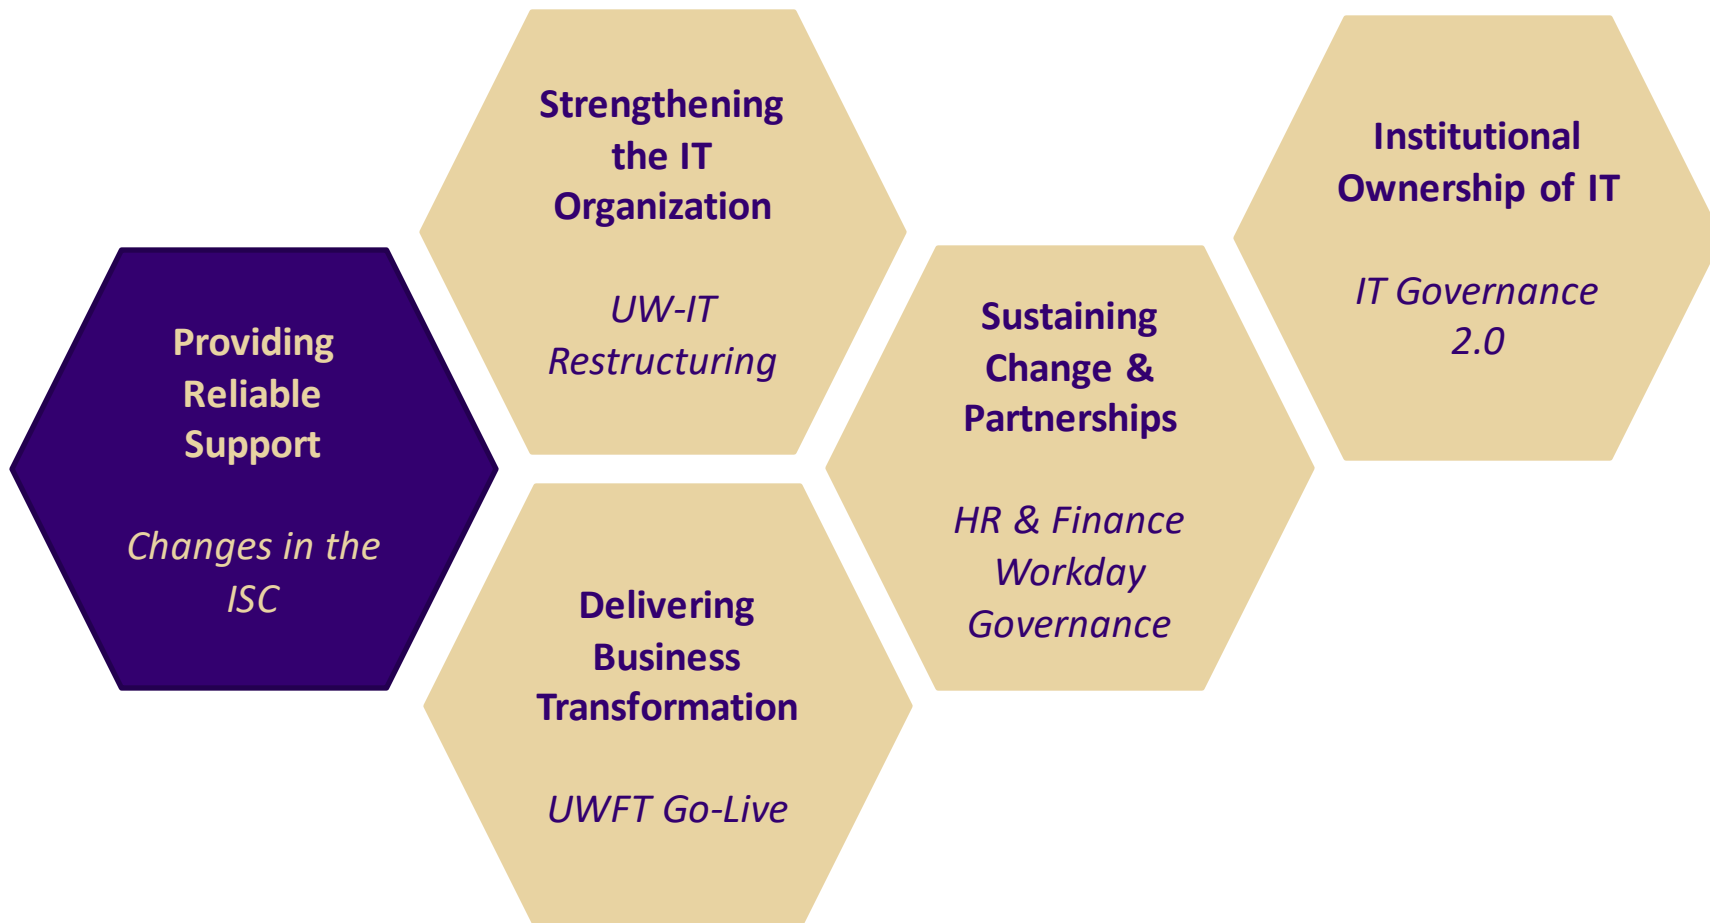 Strengthening
the IT
Organization
UW-IT
Restructuring
Institutional
Ownership of IT
IT Governance
2.0
Providing
Reliable
Support
Changes in the
ISC
Sustaining
Change &
Partnerships
HR & Finance
Workday
Governance
Delivering
Business
Transformation
UWFT Go-Live